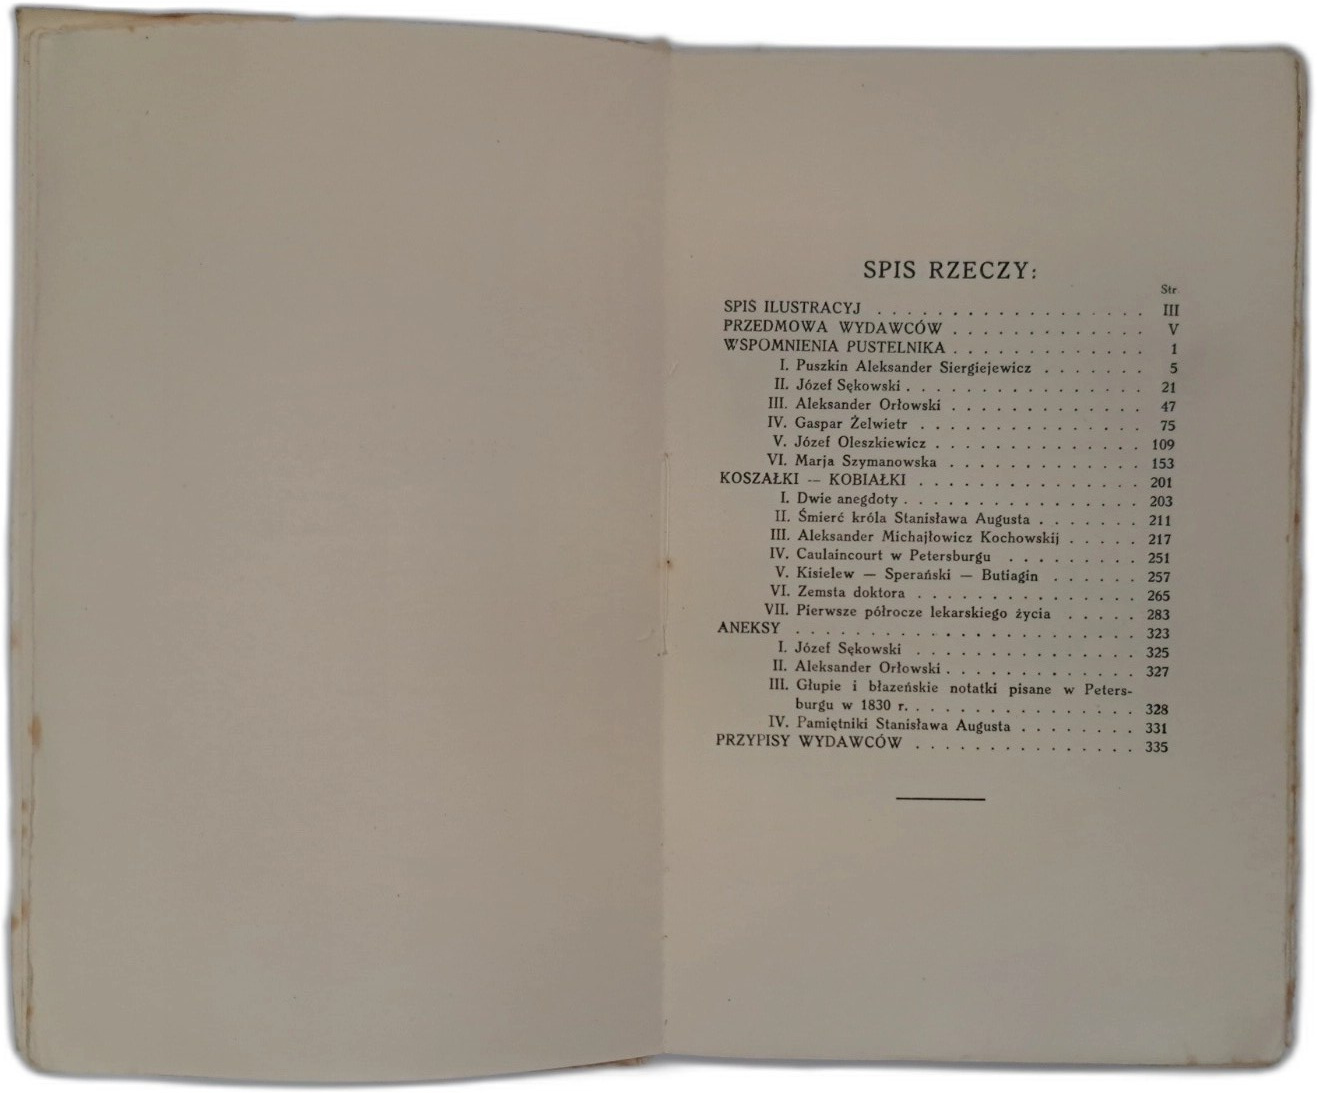 SPIS RZECZY:
Str
SPIS ILUSTRACYJ . . . . . . . . . . . . . . . . . . III
PRZEDMOWA WYDAWCÓW . . . . . . . . . . . . . V
WSPOMNIENIA PUSTELNIKA . . . . . . . . . . . . . 1
I. Puszkin Aleksander Siergiejewicz . . . . . . . 5
II. Józef Sękowski . . . . . . . . . . . . . . . . 21
III. Aleksander Orłowski . . . . . . . . . . . . . 47
IV. Gaspar Żelwietr . . . . . . . . . . . . . . . 75
V. Józef Oleszkiewicz . . . . . . . . . . . . . . 109
VI. Marja Szymanowska . . . . . . . . . . . . . 153
KOSZAŁKI — KOBIAŁKI . . . . . . . . . . . . . . . 201
I. Dwie anegdoty . . . . . . . . . . . . . . . . 203
II. Śmierć króla Stanisława Augusta . . . . . . . 211
III. Aleksander Michajłowicz Kochowskij . . . . . 217
IV. Caulaincourt w Petersburgu . . . . . . . . . 251
V. Kisielew — Sperański — Butiagin . . . . . . 257
VI. Zemsta doktora . . . . . . . . . . . . . . . 265
VII. Pierwsze półrocze lekarskiego życia . . . . . 283
ANEKSY . . . . . . . . . . . . . . . . . . . . . . . 323
I. Józef Sękowski . . . . . . . . . . . . . . . 325
II. Aleksander Orłowski . . . . . . . . . . . . . 327
III. Głupie i błazeńskie notatki pisane w Peters-
burgu w 1830 r. . . . . . . . . . . . . . . . 328
IV. Pamiętniki Stanisława Augusta . . . . . . . . 331
PRZYPISY WYDAWCÓW . . . . . . . . . . . . . . . 335